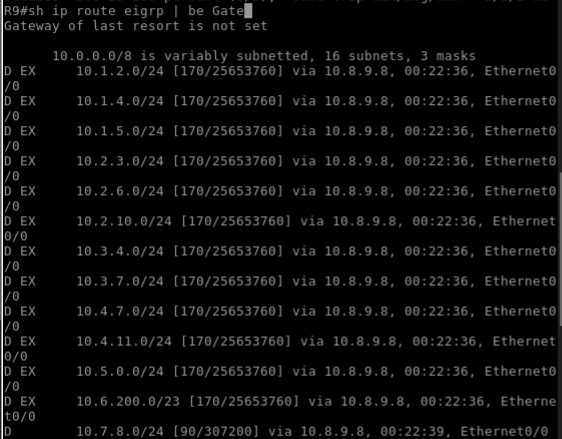 R9#sh ip route eigrp | be Gate
Gateway of last resort is not set
10.0.0.0/8 is variably subnetted, 16 subnets, 3 masks
D EX     10.1.2.0/24 [170/25653760] via 10.8.9.8, 00:22:36, Ethernet0
/0
D EX     10.1.4.0/24 [170/25653760] via 10.8.9.8, 00:22:36, Ethernet0
/0
D EX     10.1.5.0/24 [170/25653760] via 10.8.9.8, 00:22:36, Ethernet0
/0
D EX     10.2.3.0/24 [170/25653760] via 10.8.9.8, 00:22:36, Ethernet0
/0
D EX     10.2.6.0/24 [170/25653760] via 10.8.9.8, 00:22:36, Ethernet0
/0
D EX     10.2.10.0/24 [170/25653760] via 10.8.9.8, 00:22:36, Ethernet
0/0
D EX     10.3.4.0/24 [170/25653760] via 10.8.9.8, 00:22:36, Ethernet0
/0
D EX     10.3.7.0/24 [170/25653760] via 10.8.9.8, 00:22:36, Ethernet0
/0
D EX     10.4.7.0/24 [170/25653760] via 10.8.9.8, 00:22:36, Ethernet0
/0
D EX     10.4.11.0/24 [170/25653760] via 10.8.9.8, 00:22:36, Ethernet
0/0
D EX     10.5.0.0/24 [170/25653760] via 10.8.9.8, 00:22:36, Ethernet0
/0
D EX     10.6.200.0/23 [170/25653760] via 10.8.9.8, 00:22:36, Etherne
t0/0
D        10.7.8.0/24 [90/307200] via 10.8.9.8, 00:22:39, Ethernet0/0